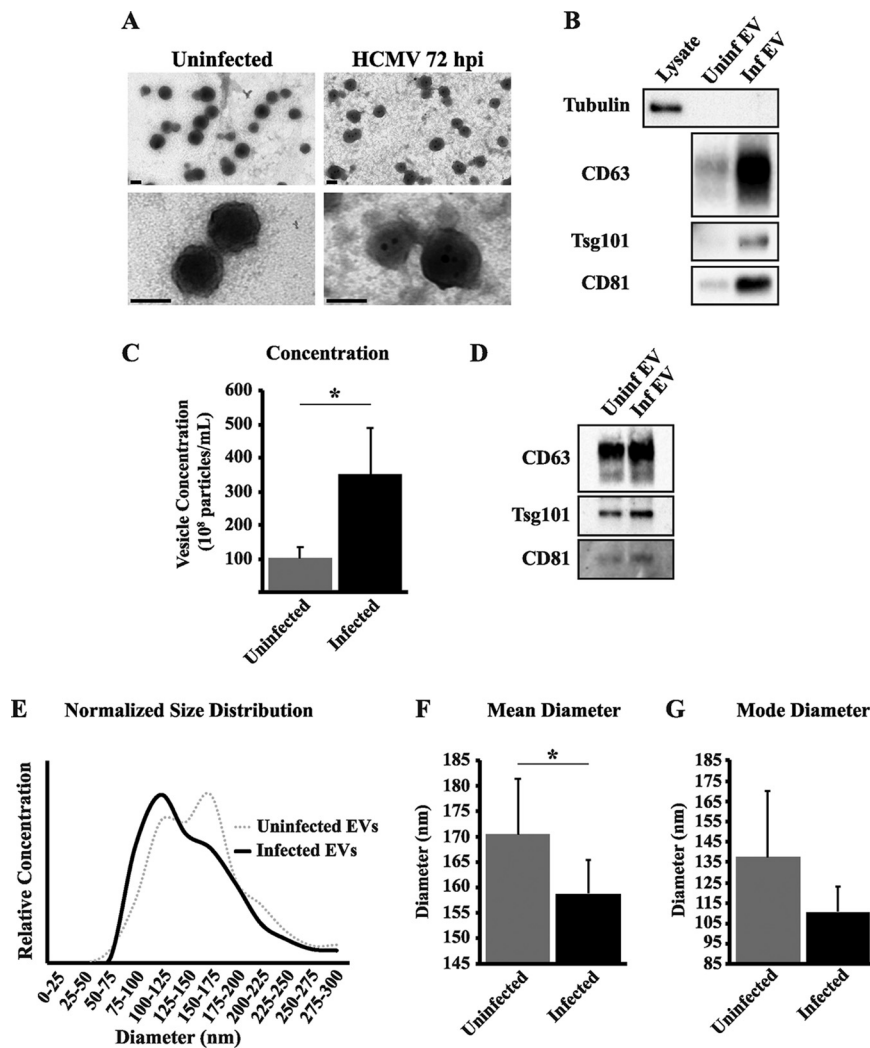 A
Uninfected
HCMV 72 hpi
B
Lysate
Uninf EV
Inf EV
Tubulin
CD63
Tsg101
CD81
C
Concentration
Vesicle Concentration
(10⁸ particles/mL)
600
500
400
300
200
100
Uninfected
Infected
*
D
Uninf EV
Inf EV
CD63
Tsg101
CD81
E
Normalized Size Distribution
Relative Concentration
Uninfected EVs
Infected EVs
0-25
25-50
50-75
75-100
100-125
125-150
150-175
175-200
200-225
225-250
250-275
275-300
Diameter (nm)
F
Mean Diameter
Diameter (nm)
185
180
175
170
165
160
155
150
145
*
Uninfected
Infected
G
Mode Diameter
Diameter (nm)
185
175
165
155
145
135
125
115
105
95
85
Uninfected
Infected